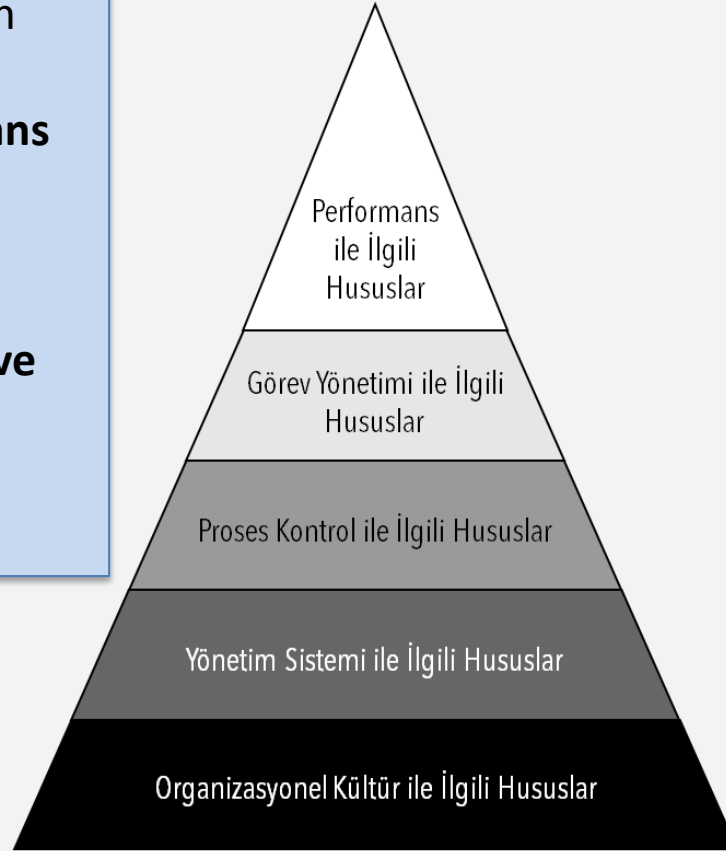 Performans
ile İlgili
Hususlar
Görev Yönetimi ile İlgili
Hususlar
Proses Kontrol ile İlgili Hususlar
Yönetim Sistemi ile İlgili Hususlar
Organizasyonel Kültür ile İlgili Hususlar